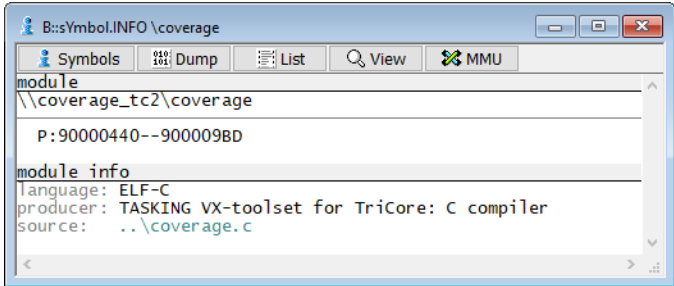 B::sYmbol.INFO \coverage
Symbols Dump List View MMU
module
\\coverage_tc2\coverage
P:90000440--900009BD
module info
language: ELF-C
producer: TASKING VX-toolset for TriCore: C compiler
source: ..\coverage.c